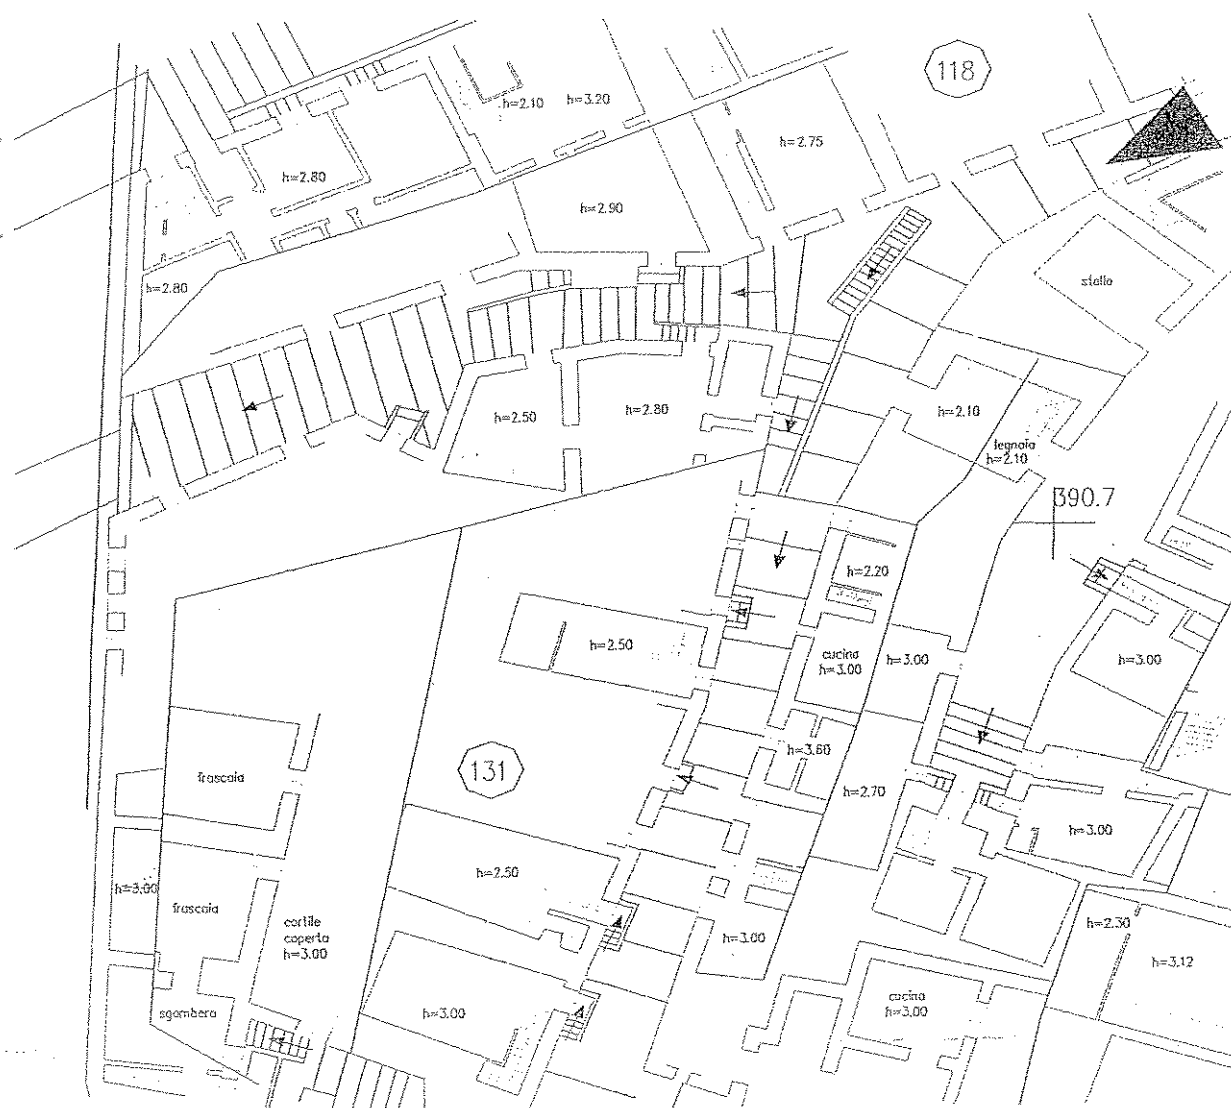 118
h=2.10
h=3.20
h=2.75
h=2.80
h=2.90
stalla
h=2.80
h=2.50
h=2.80
h=2.10
legnaia
h=2.10
390.7
h=2.20
h=2.50
cucina
h=3.00
h=3.00
h=3.00
h=3.60
131
frascaia
h=2.70
h=3.00
h=2.50
h=3.00
frascaia
cortile
coperto
h=3.00
h=3.00
h=2.30
h=3.12
cucina
h=3.00
sgombero
h=3.00